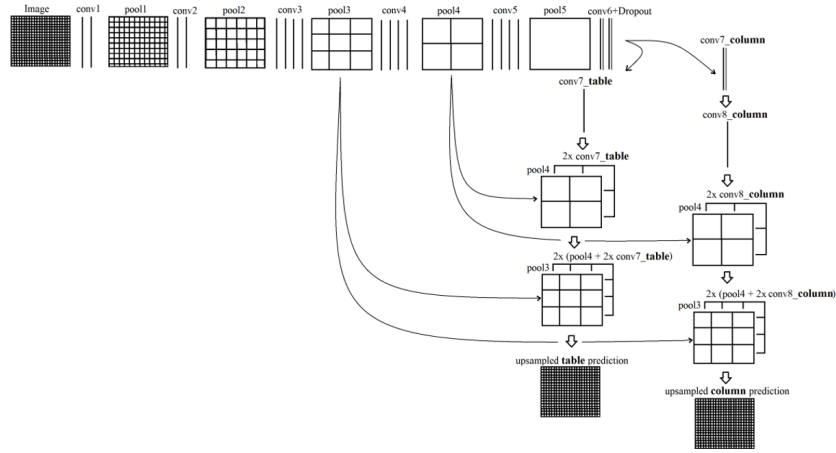 Image
conv1
pool1
conv2
pool2
conv3
pool3
conv4
pool4
conv5
pool5
conv6+Dropout
conv7_column
conv7_table
conv8_column
2x conv7_table
pool4
2x conv8_column
pool4
2x (pool4 + 2x conv7_table)
pool3
2x (pool4 + 2x conv8_column)
pool3
upsampled table prediction
upsampled column prediction